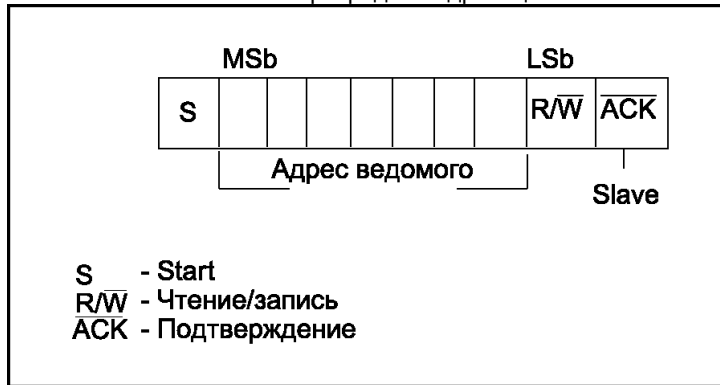 MSb LSb
S R/W ACK
Адрес ведомого
Slave
S - Start
R/W - Чтение/запись
ACK - Подтверждение